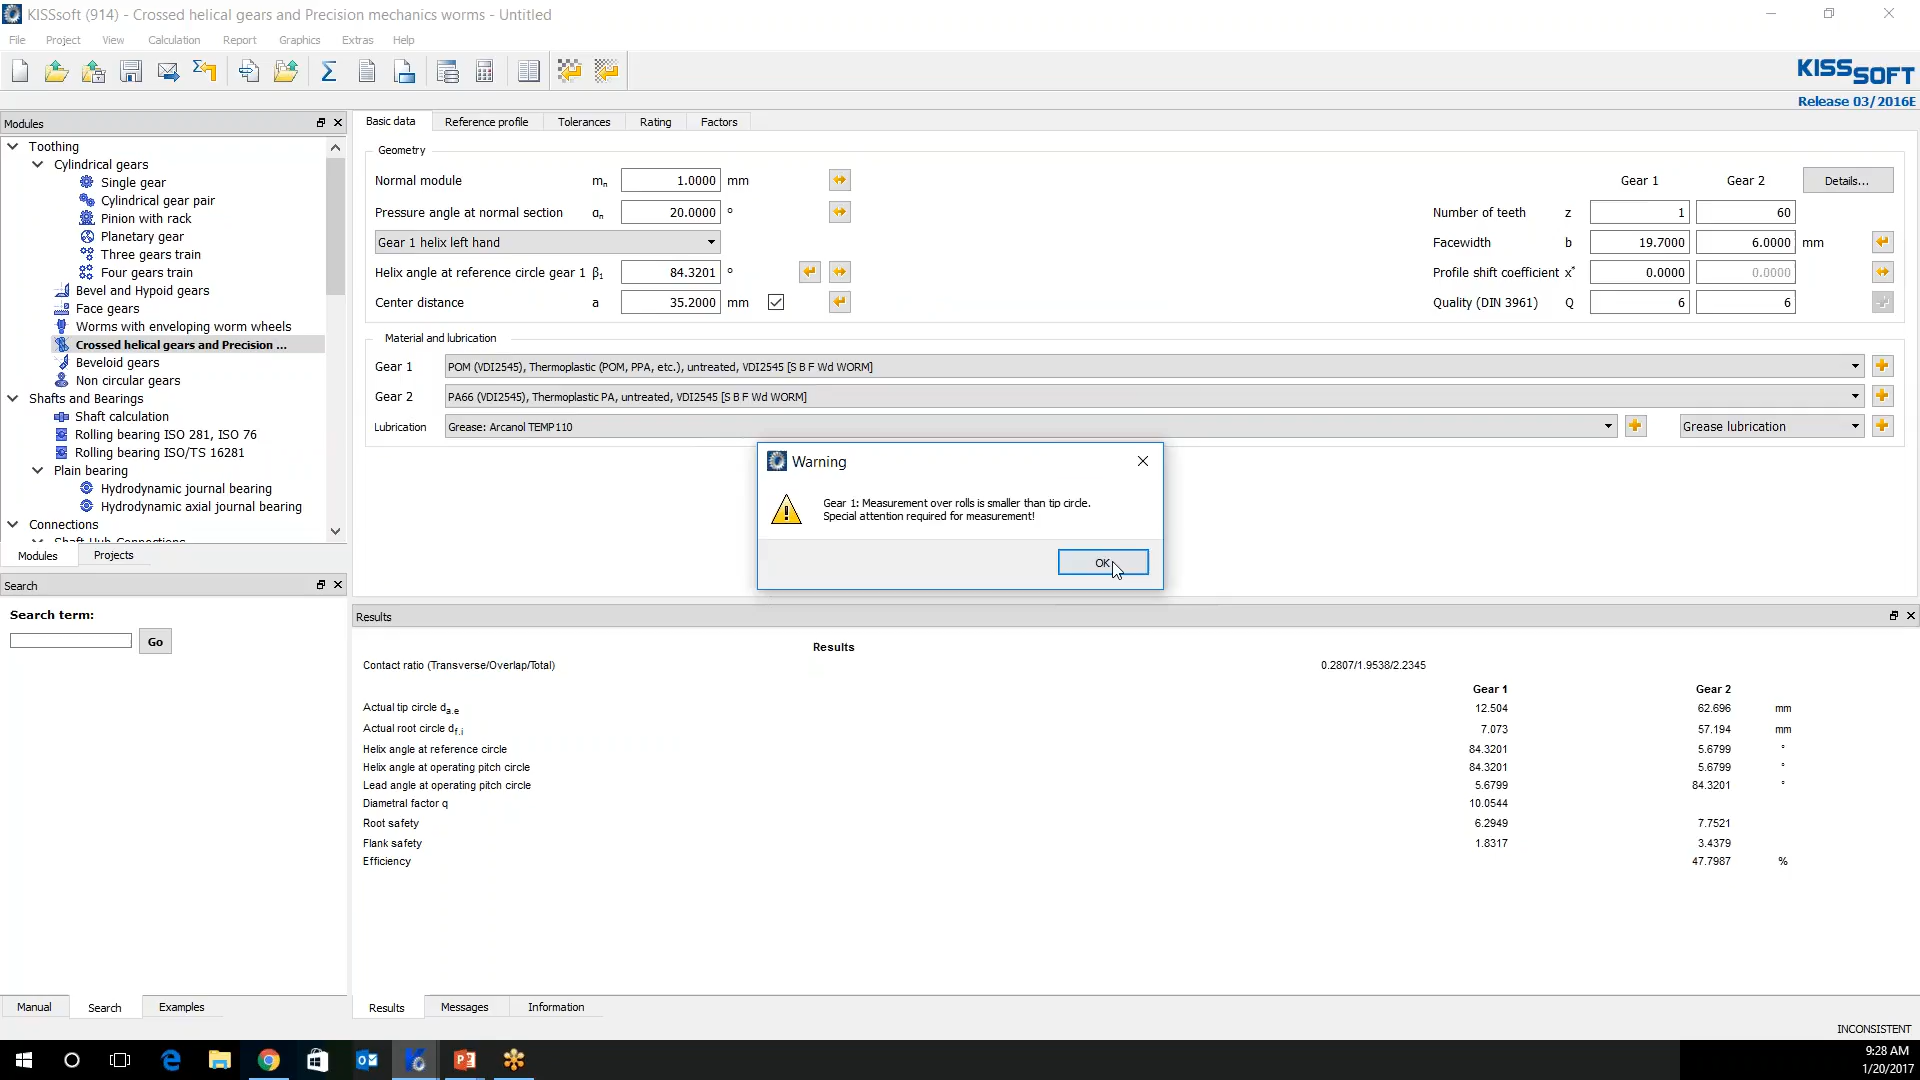 KISSsoft (914) - Crossed helical gears and Precision mechanics worms - Untitled
File Project View Calculation Report Graphics Extras Help
KISSSOFT
Release 03/2016E
Modules
Toothing
Cylindrical gears
Single gear
Cylindrical gear pair
Pinion with rack
Planetary gear
Three gears train
Four gears train
Bevel and Hypoid gears
Face gears
Worms with enveloping worm wheels
Crossed helical gears and Precision ...
Beveloid gears
Non circular gears
Shafts and Bearings
Shaft calculation
Rolling bearing ISO 281, ISO 76
Rolling bearing ISO/TS 16281
Plain bearing
Hydrodynamic journal bearing
Hydrodynamic axial journal bearing
Connections
Shaft-Hub-Connections
Modules Projects
Search
Search term:
Go
Manual Search Examples
Basic data Reference profile Tolerances Rating Factors
Geometry
Normal module mn 1.0000 mm
Pressure angle at normal section αn 20.0000 °
Gear 1 helix left hand
Helix angle at reference circle gear 1 β1 84.3201 °
Center distance a 35.2000 mm
Gear 1 Gear 2 Details...
Number of teeth z 1 60
Facewidth b 19.7000 6.0000 mm
Profile shift coefficient x* 0.0000 0.0000
Quality (DIN 3961) Q 6 6
Material and lubrication
Gear 1 POM (VDI2545), Thermoplastic (POM, PPA, etc.), untreated, VDI2545 [S B F Wd WORM]
Gear 2 PA66 (VDI2545), Thermoplastic PA, untreated, VDI2545 [S B F Wd WORM]
Lubrication Grease: Arcanol TEMP110 Grease lubrication
Warning
Gear 1: Measurement over rolls is smaller than tip circle.
Special attention required for measurement!
OK
Results
Results
Contact ratio (Transverse/Overlap/Total) 0.2807/1.9538/2.2345
Gear 1 Gear 2
Actual tip circle da.e 12.504 62.696 mm
Actual root circle df.i 7.073 57.194 mm
Helix angle at reference circle 84.3201 5.6799 °
Helix angle at operating pitch circle 84.3201 5.6799 °
Lead angle at operating pitch circle 5.6799 84.3201 °
Diametral factor q 10.0544
Root safety 6.2949 7.7521
Flank safety 1.8317 3.4379
Efficiency 47.7987 %
Results Messages Information
INCONSISTENT
9:28 AM
1/20/2017